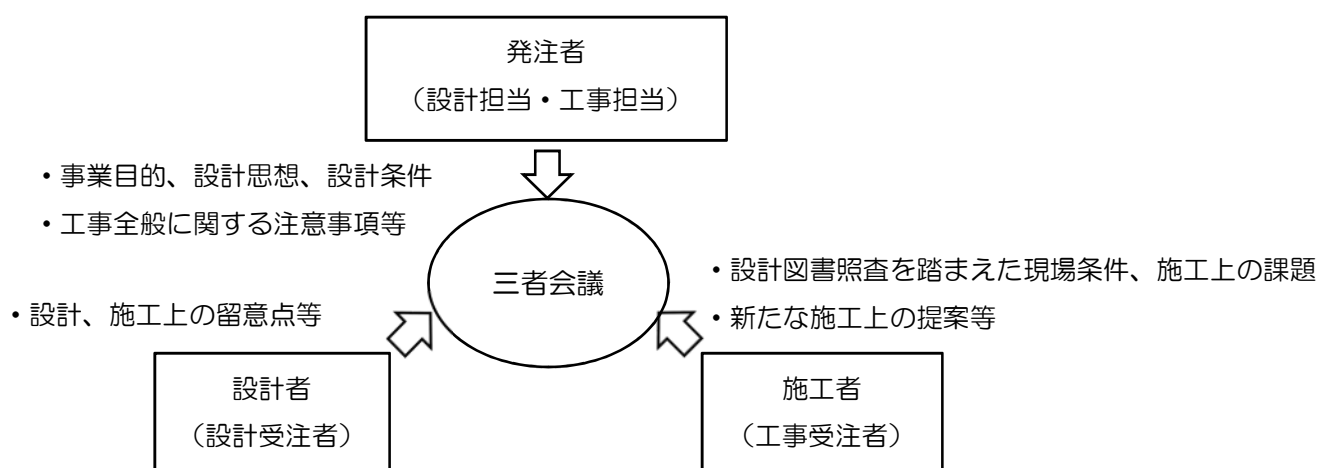 発注者
（設計担当・工事担当）
・事業目的、設計思想、設計条件
・工事全般に関する注意事項等
三者会議
・設計図書照査を踏まえた現場条件、施工上の課題
・新たな施工上の提案等
・設計、施工上の留意点等
設計者
（設計受注者）
施工者
（工事受注者）